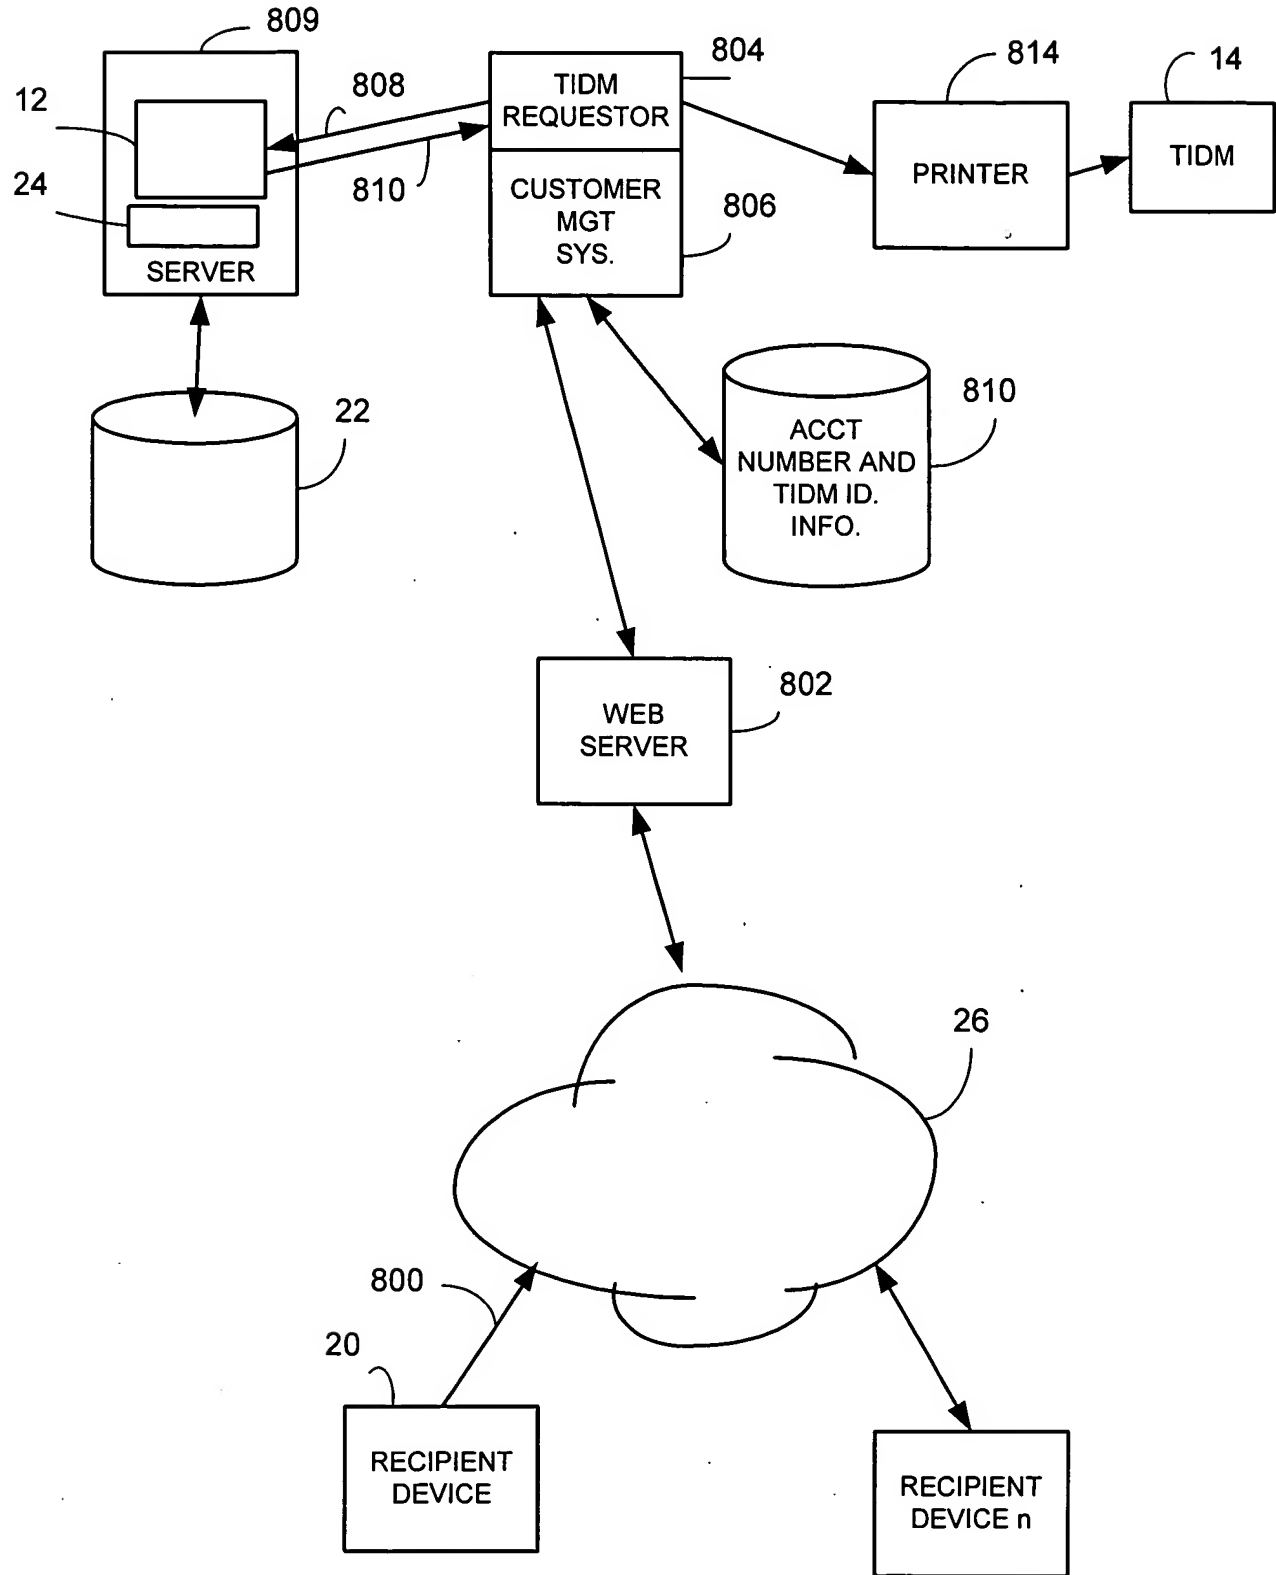 809
804
814
14
12
808
TIDM
REQUESTOR
TIDM
PRINTER
24
810
CUSTOMER
MGT
SYS.
806
SERVER
22
810
ACCT
NUMBER AND
TIDM ID.
INFO.
802
WEB
SERVER
26
800
20
RECIPIENT
DEVICE
RECIPIENT
DEVICE n